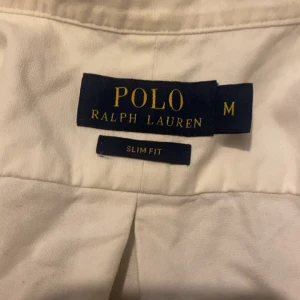 POLO
RALPH LAUREN
M
SLIM FIT